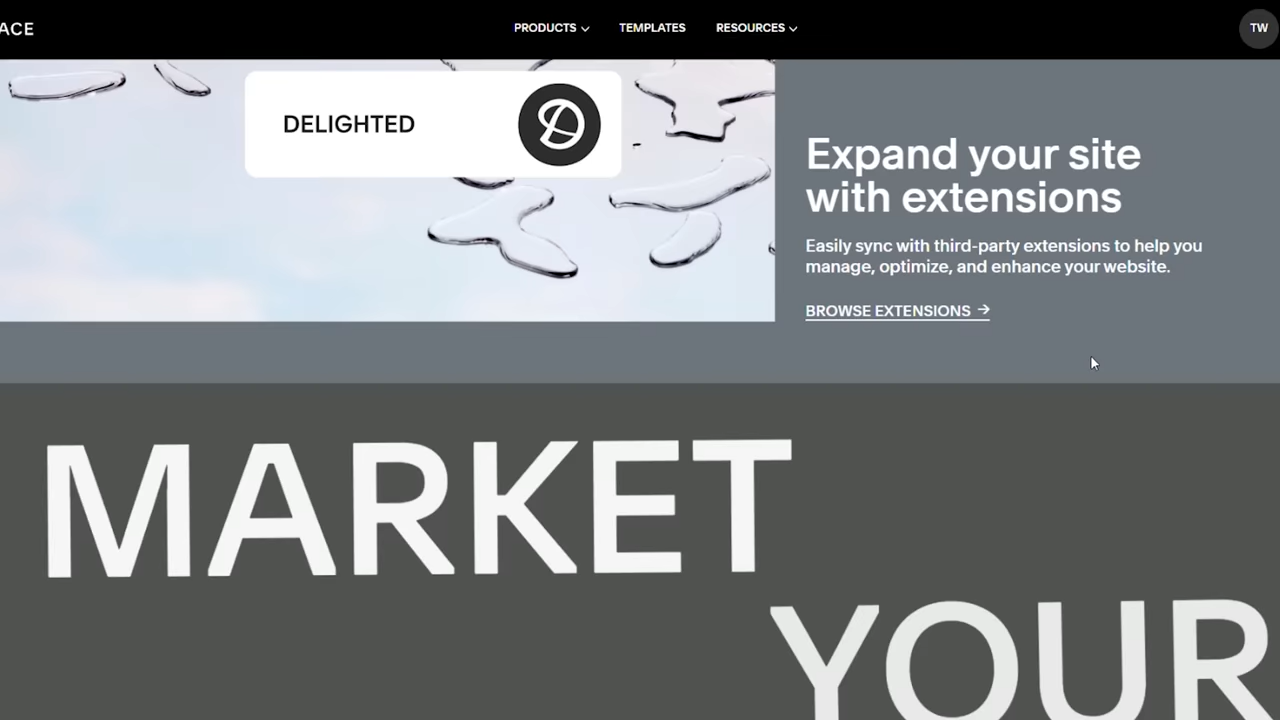 ACE
PRODUCTS
TEMPLATES
RESOURCES
TW
DELIGHTED
Expand your site
with extensions
Easily sync with third-party extensions to help you
manage, optimize, and enhance your website.
BROWSE EXTENSIONS →
MARKET
YOUR